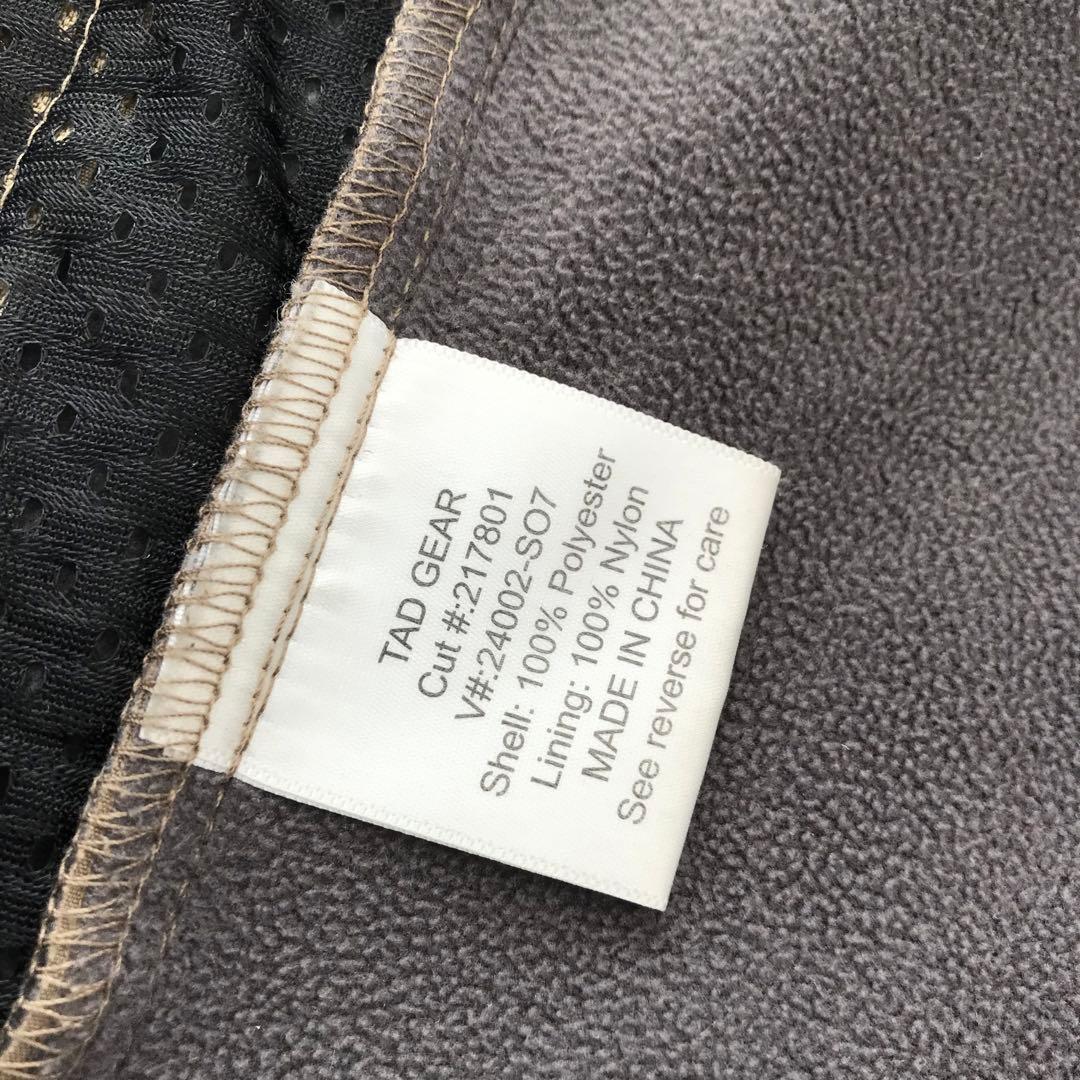 TAD GEAR
Cut #:217801
V#:24002-SO7
Shell: 100% Polyester
Lining: 100% Nylon
MADE IN CHINA
See reverse for care